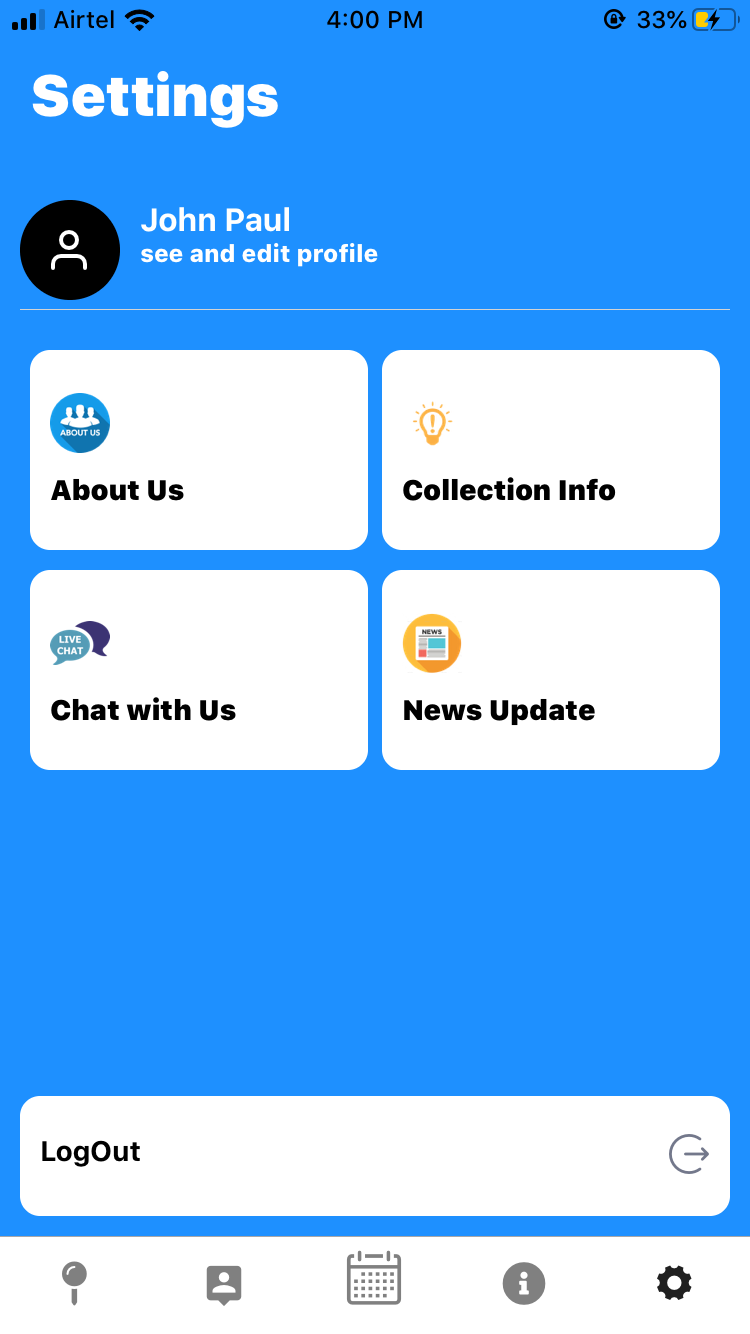 Airtel 4:00 PM 33%
Settings
John Paul
see and edit profile
ABOUT US
About Us
Collection Info
LIVE
CHAT
Chat with Us
NEWS
News Update
LogOut